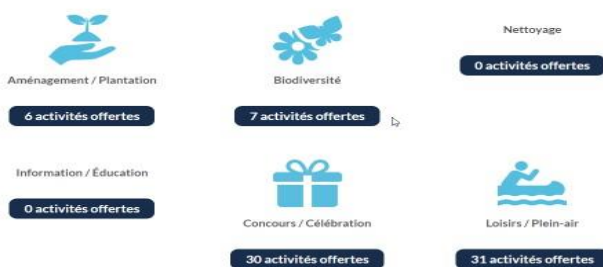 Aménagement / Plantation
6 activités offertes
Biodiversité
7 activités offertes
Nettoyage
0 activités offertes
Information / Éducation
0 activités offertes
Concours / Célébration
30 activités offertes
Loisirs / Plein-air
31 activités offertes